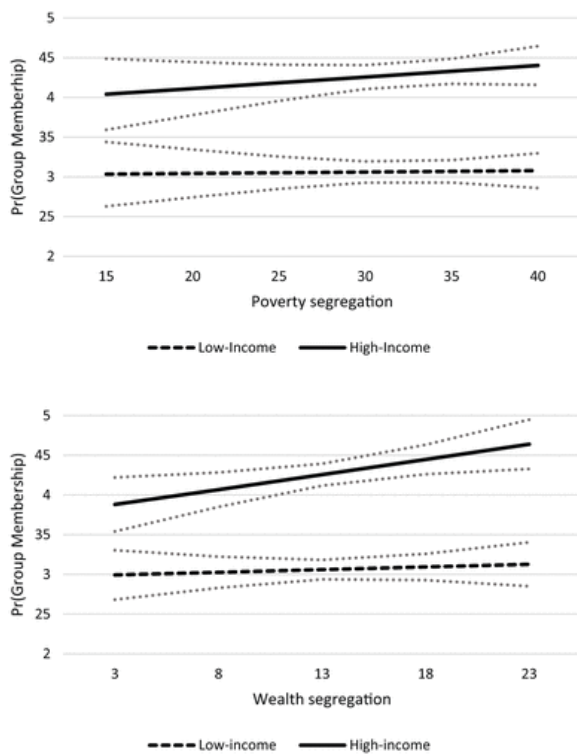 5
45
4
35
3
25
2
Pr(Group Memberhip)
15 20 25 30 35 40
Poverty segregation
Low-Income High-Income
5
45
4
35
3
25
2
Pr(Group Membership)
3 8 13 18 23
Wealth segregation
Low-income High-income